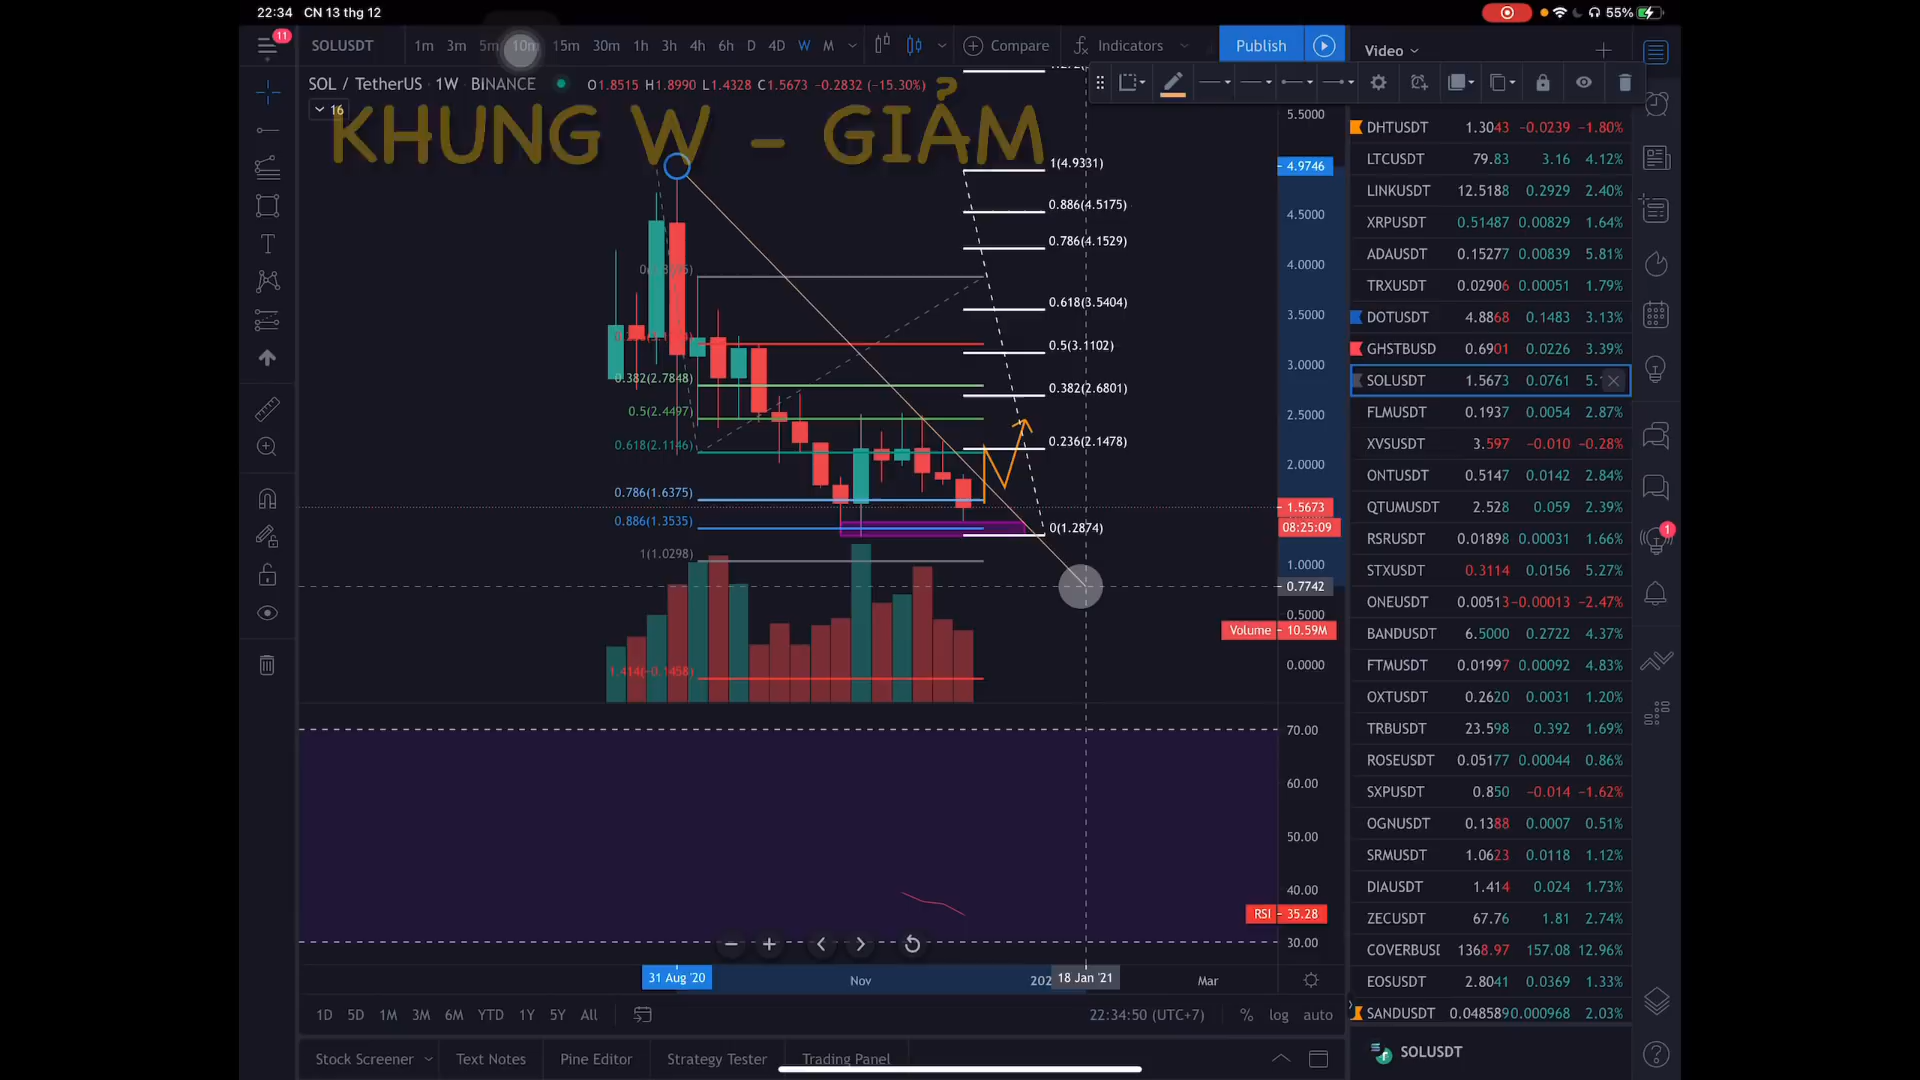 22:34 CN 13 thg 12
55%
11
SOLUSDT
1m 3m 5m 10m 15m 30m 1h 3h 4h 6h D 4D W M
Compare
Indicators
Publish
Video
SOL / TetherUS · 1W · BINANCE
O1.8515 H1.8990 L1.4328 C1.5673 -0.2832 (-15.30%)
16
KHUNG W - GIẢM
1(4.9331)
0.886(4.5175)
0.786(4.1529)
0.618(3.5404)
0.5(3.1102)
0.382(2.6801)
0.236(2.1478)
0(1.2874)
0.382(2.7848)
0.5(2.4497)
0.618(2.1146)
0.786(1.6375)
0.886(1.3535)
1(1.0298)
1.414(-0.1458)
5.5000
4.9746
4.5000
4.0000
3.5000
3.0000
2.5000
2.0000
1.5673
08:25:09
1.0000
0.7742
0.5000
Volume 10.59M
0.0000
70.00
60.00
50.00
40.00
RSI 35.28
30.00
31 Aug '20
Nov
202
18 Jan '21
Mar
1D 5D 1M 3M 6M YTD 1Y 5Y All
22:34:50 (UTC+7)
% log auto
Stock Screener
Text Notes
Pine Editor
Strategy Tester
Trading Panel
DHTUSDT 1.3043 -0.0239 -1.80%
LTCUSDT 79.83 3.16 4.12%
LINKUSDT 12.5188 0.2929 2.40%
XRPUSDT 0.51487 0.00829 1.64%
ADAUSDT 0.15277 0.00839 5.81%
TRXUSDT 0.02906 0.00051 1.79%
DOTUSDT 4.8868 0.1483 3.13%
GHSTBUSD 0.6901 0.0226 3.39%
SOLUSDT 1.5673 0.0761 5.
FLMUSDT 0.1937 0.0054 2.87%
XVSUSDT 3.597 -0.010 -0.28%
ONTUSDT 0.5147 0.0142 2.84%
QTUMUSDT 2.528 0.059 2.39%
RSRUSDT 0.01898 0.00031 1.66%
STXUSDT 0.3114 0.0156 5.27%
ONEUSDT 0.00513 -0.00013 -2.47%
BANDUSDT 6.5000 0.2722 4.37%
FTMUSDT 0.01997 0.00092 4.83%
OXTUSDT 0.2620 0.0031 1.20%
TRBUSDT 23.598 0.392 1.69%
ROSEUSDT 0.05177 0.00044 0.86%
SXPUSDT 0.850 -0.014 -1.62%
OGNUSDT 0.1388 0.0007 0.51%
SRMUSDT 1.0623 0.0118 1.12%
DIAUSDT 1.414 0.024 1.73%
ZECUSDT 67.76 1.81 2.74%
COVERBUSD 1368.97 157.08 12.96%
EOSUSDT 2.8041 0.0369 1.33%
SANDUSDT 0.048589 0.000968 2.03%
SOLUSDT
1